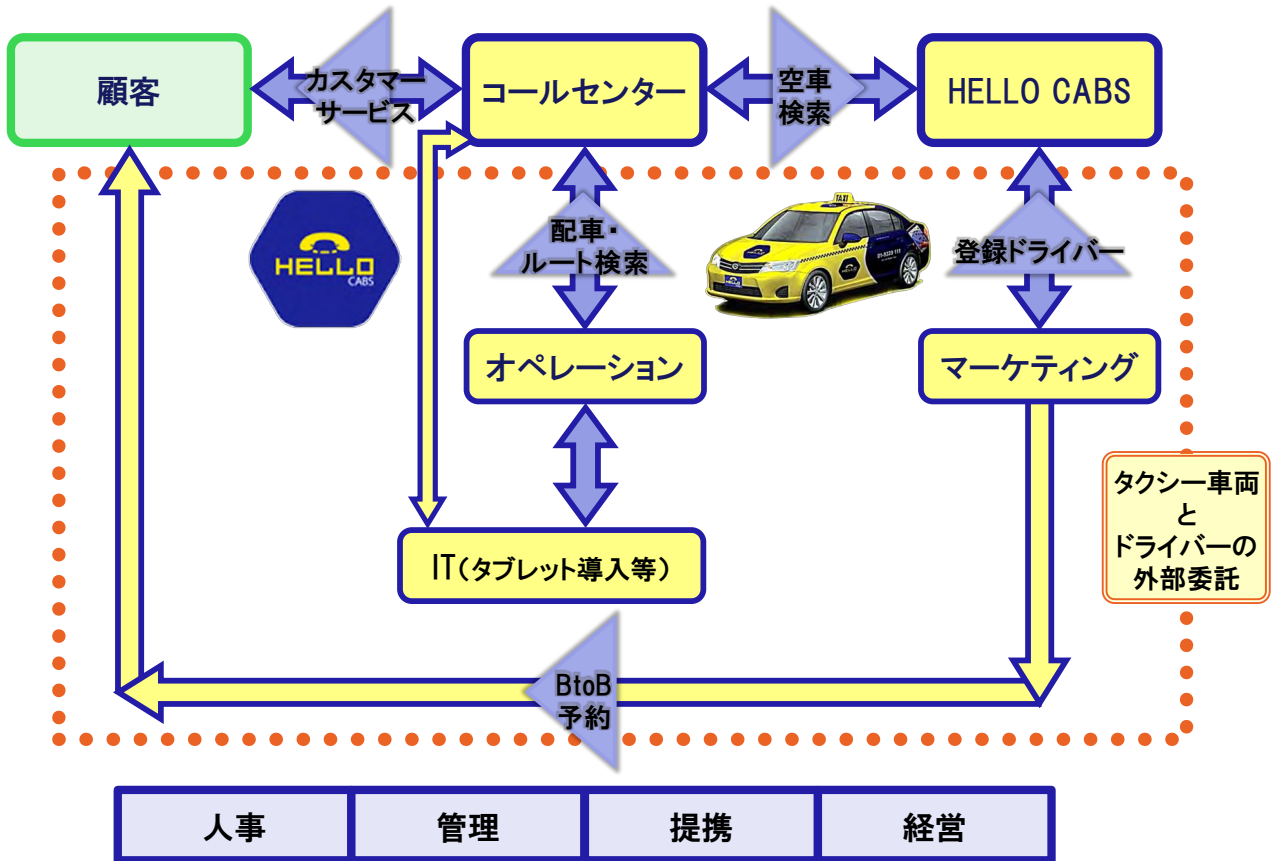 顧客
カスタマー
サービス
コールセンター
空車
検索
HELLO CABS
HELLO
CABS
配車・
ルート検索
TAXI
登録ドライバー
オペレーション
マーケティング
タクシー車両
と
ドライバーの
外部委託
IT(タブレット導入等)
BtoB
予約
人事
管理
提携
経営